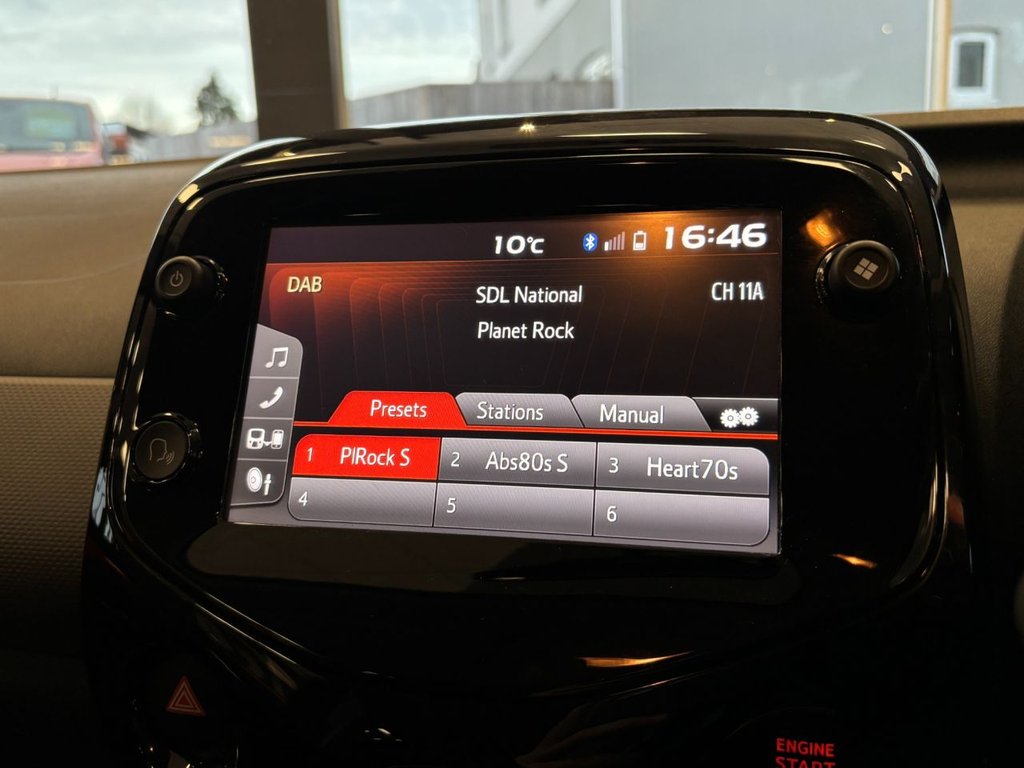 10°C 16:46
DAB SDL National CH 11A
Planet Rock
Presets Stations Manual
1 PlRock S 2 Abs80s S 3 Heart70s
4 5 6
ENGINE
START